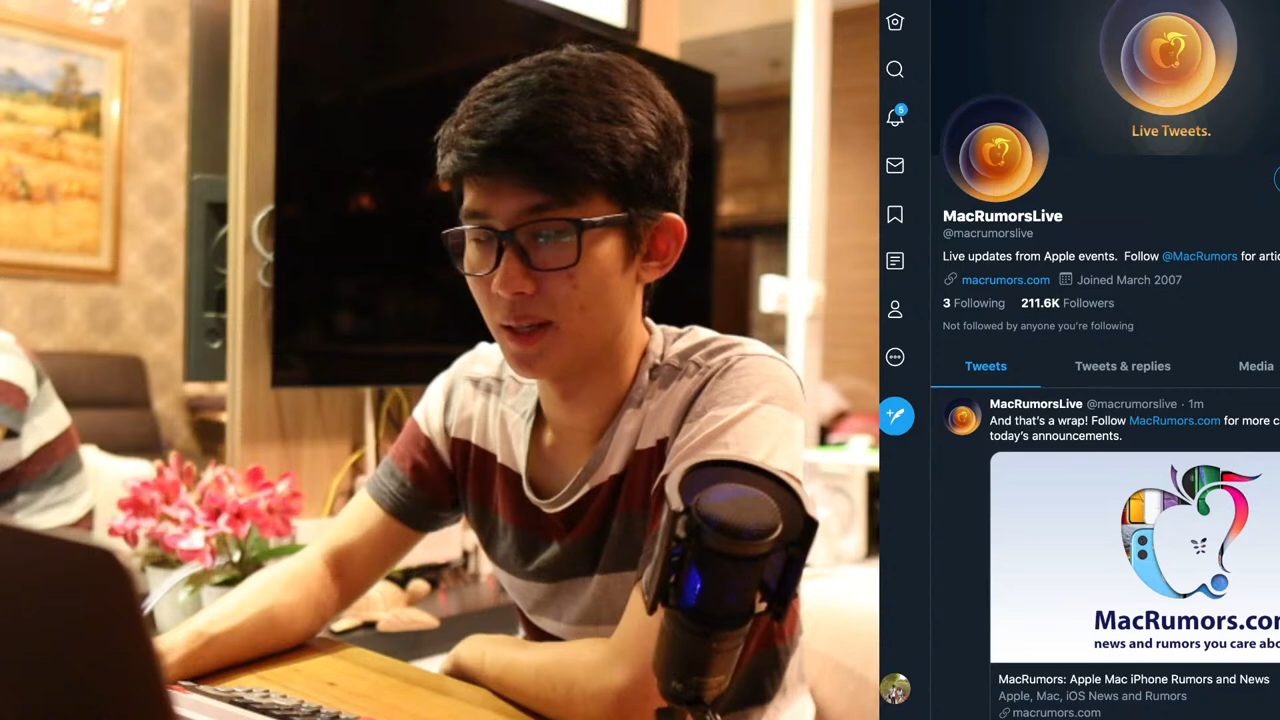 Live Tweets.
5
MacRumorsLive
@macrumorslive
Live updates from Apple events. Follow @MacRumors for
macrumors.com Joined March 2007
3 Following 211.6K Followers
Not followed by anyone you're following
Tweets Tweets & replies Media
MacRumorsLive @macrumorslive · 1m
And that's a wrap! Follow MacRumors.com for more
today's announcements.
MacRumors.com
news and rumors you care
MacRumors: Apple Mac iPhone Rumors and News
Apple, Mac, iOS News and Rumors
macrumors.com